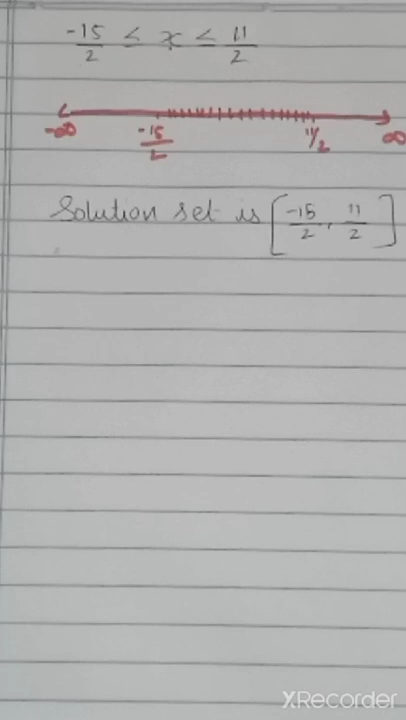 -15/2 ≤ x ≤ 11/2
-∞ -15/2 11/2 ∞
Solution set is [-15/2, 11/2]
XRecorder